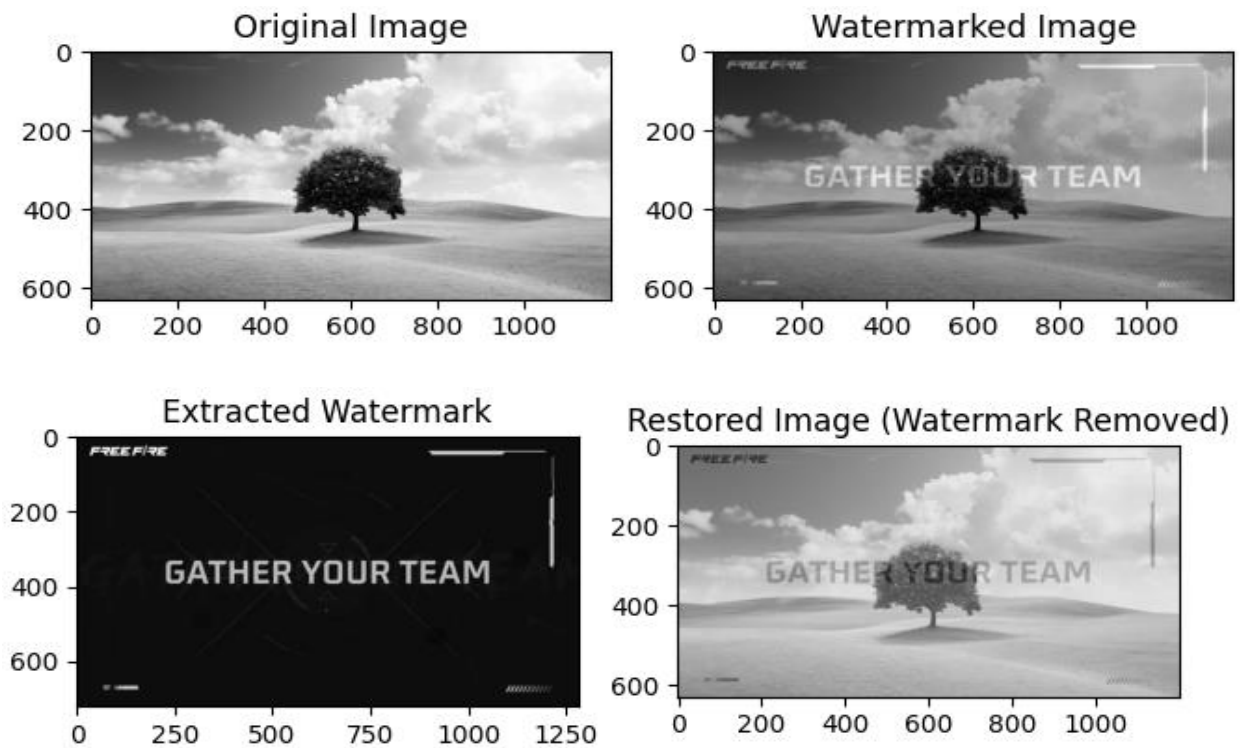 Original Image
0
200
400
600
0 200 400 600 800 1000
Watermarked Image
0
200
400
600
0 200 400 600 800 1000
FREE FIRE
GATHER YOUR TEAM
Extracted Watermark
0
200
400
600
0 250 500 750 1000 1250
FREE FIRE
GATHER YOUR TEAM
Restored Image (Watermark Removed)
0
200
400
600
0 200 400 600 800 1000
FREE FIRE
GATHER YOUR TEAM